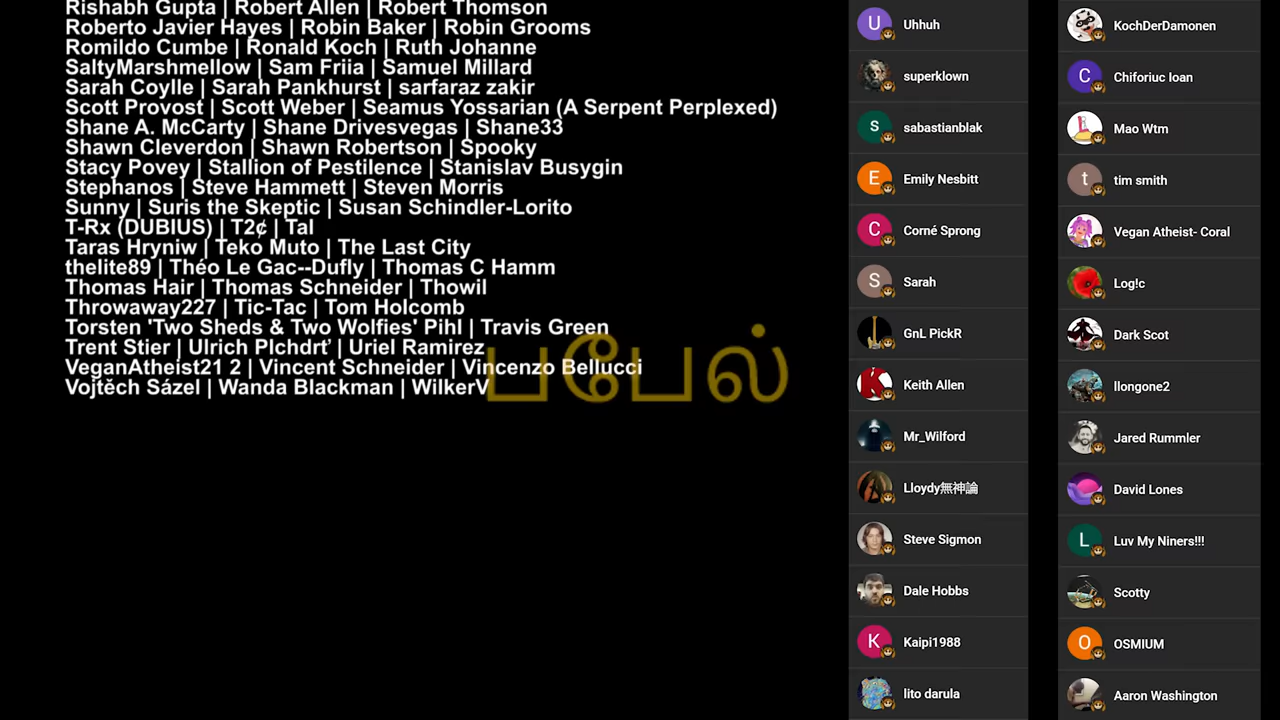 Rishabh Gupta | Robert Allen | Robert Thomson
Roberto Javier Hayes | Robin Baker | Robin Grooms
Romildo Cumbe | Ronald Koch | Ruth Johanne
SaltyMarshmellow | Sam Friia | Samuel Millard
Sarah Coylle | Sarah Pankhurst | sarfaraz zakir
Scott Provost | Scott Weber | Seamus Yossarian (A Serpent Perplexed)
Shane A. McCarty | Shane Drivesvegas | Shane33
Shawn Cleverdon | Shawn Robertson | Spooky
Stacy Povey | Stallion of Pestilence | Stanislav Busygin
Stephanos | Steve Hammett | Steven Morris
Sunny | Suris the Skeptic | Susan Schindler-Lorito
T-Rx (DUBIUS) | T2¢ | Tal
Taras Hryniw | Teko Muto | The Last City
thelite89 | Théo Le Gac--Dufly | Thomas C Hamm
Thomas Hair | Thomas Schneider | Thowil
Throwaway227 | Tic-Tac | Tom Holcomb
Torsten 'Two Sheds & Two Wolfies' Pihl | Travis Green
Trent Stier | Ulrich Plchdrť | Uriel Ramirez
VeganAtheist21 2 | Vincent Schneider | Vincenzo Bellucci
Vojtěch Sázel | Wanda Blackman | WilkerV
பபேல்
U Uhhuh
superklown
s sabastianblak
E Emily Nesbitt
C Corné Sprong
S Sarah
GnL PickR
Keith Allen
Mr_Wilford
Lloydy無神論
Steve Sigmon
Dale Hobbs
K Kaipi1988
lito darula
KochDerDamonen
C Chiforiuc Ioan
Mao Wtm
t tim smith
Vegan Atheist- Coral
Log!c
Dark Scot
llongone2
Jared Rummler
David Lones
L Luv My Niners!!!
Scotty
O OSMIUM
Aaron Washington